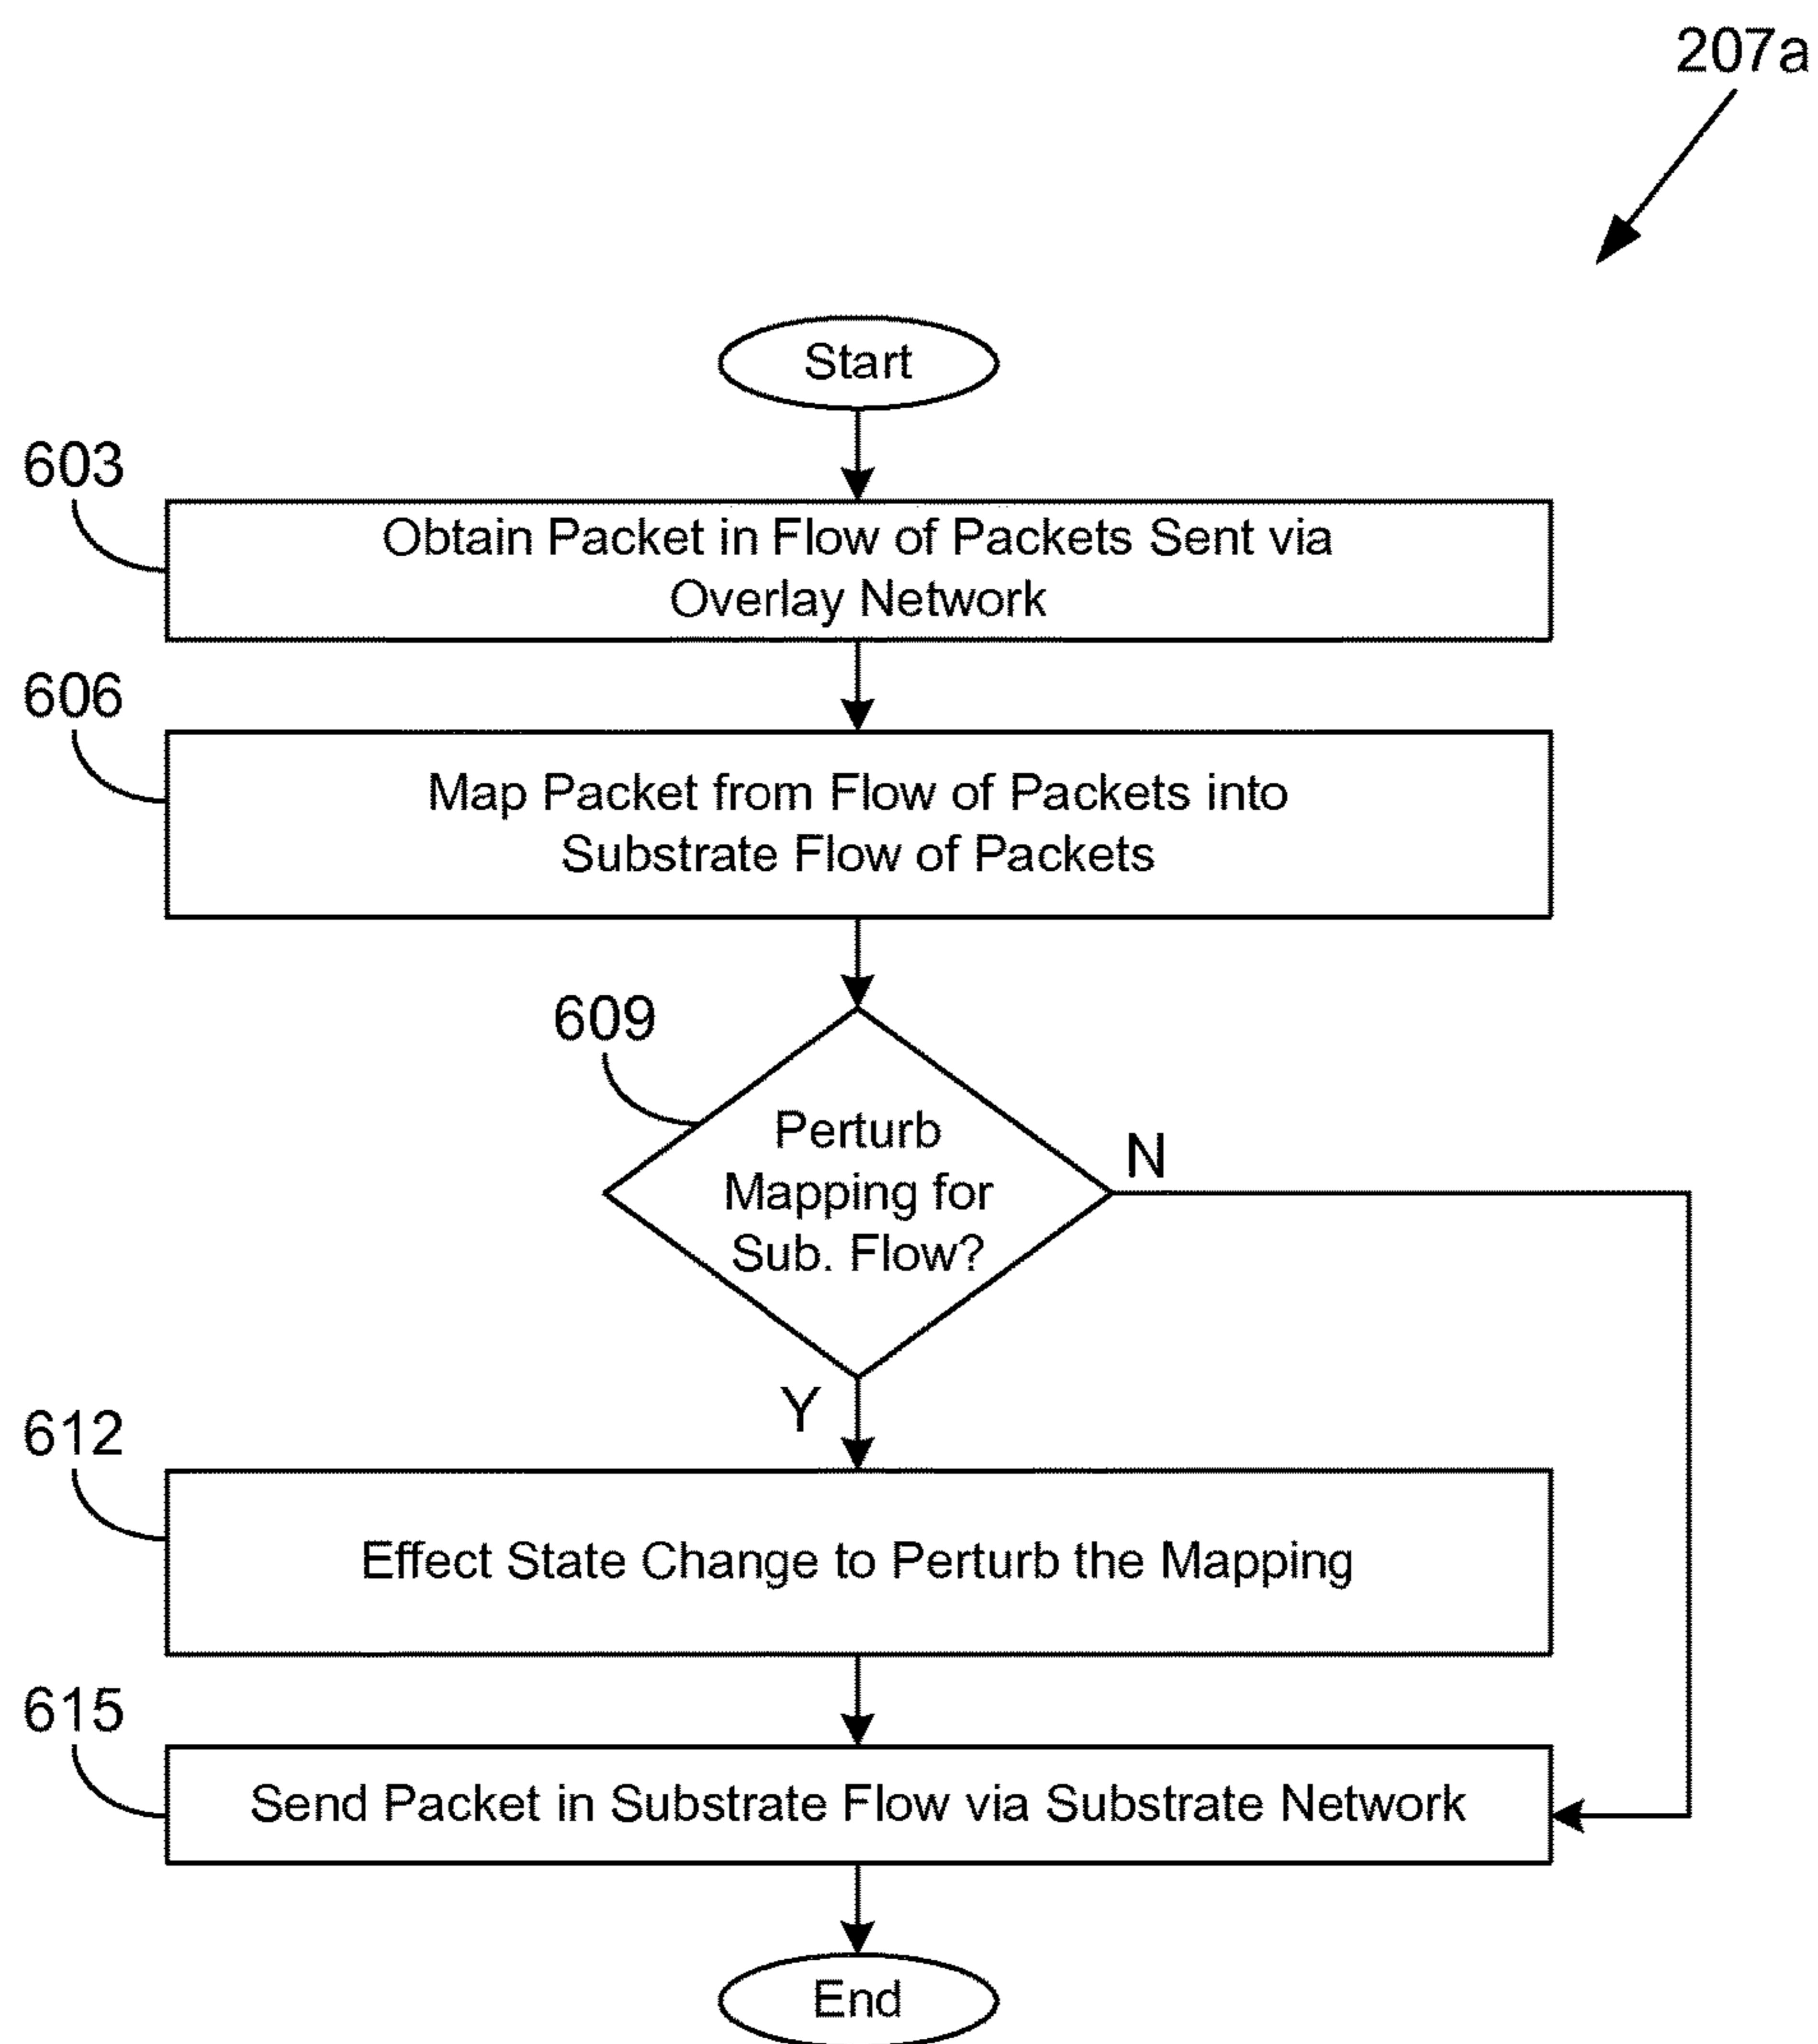 207a
Start
603
Obtain Packet in Flow of Packets Sent via
Overlay Network
606
Map Packet from Flow of Packets into
Substrate Flow of Packets
609
Perturb
Mapping for
Sub. Flow?
N
Y
612
Effect State Change to Perturb the Mapping
615
Send Packet in Substrate Flow via Substrate Network
End